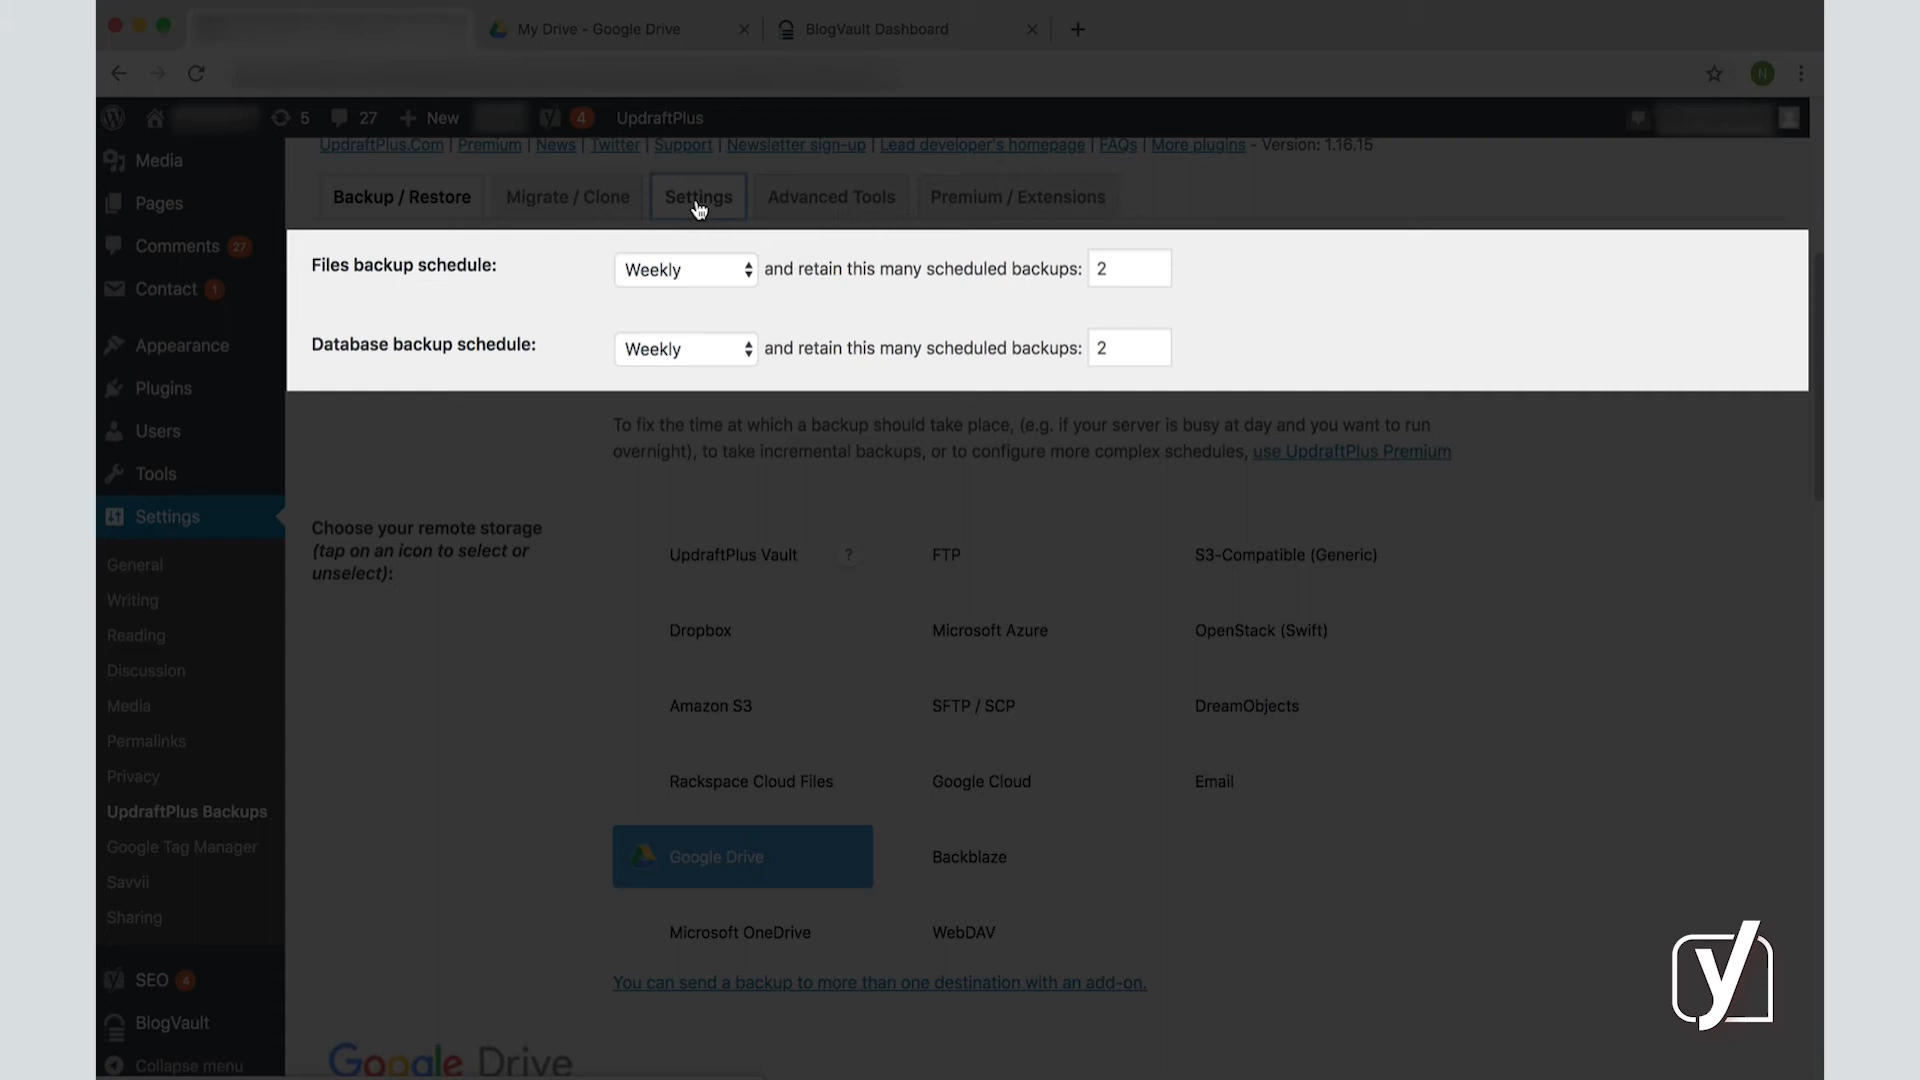 My Drive - Google Drive
BlogVault Dashboard
N
5
27
New
4
UpdraftPlus
UpdraftPlus.Com | Premium | News | Twitter | Support | Newsletter sign-up | Lead developer's homepage | FAQs | More plugins - Version: 1.16.15
Backup / Restore
Migrate / Clone
Settings
Advanced Tools
Premium / Extensions
Media
Pages
Comments 27
Contact 1
Appearance
Plugins
Users
Tools
Settings
General
Writing
Reading
Discussion
Media
Permalinks
Privacy
UpdraftPlus Backups
Google Tag Manager
Savvii
Sharing
SEO 4
BlogVault
Collapse menu
Files backup schedule: Weekly and retain this many scheduled backups: 2
Database backup schedule: Weekly and retain this many scheduled backups: 2
To fix the time at which a backup should take place, (e.g. if your server is busy at day and you want to run
overnight), to take incremental backups, or to configure more complex schedules, use UpdraftPlus Premium
Choose your remote storage
(tap on an icon to select or
unselect):
UpdraftPlus Vault ? FTP S3-Compatible (Generic)
Dropbox Microsoft Azure OpenStack (Swift)
Amazon S3 SFTP / SCP DreamObjects
Rackspace Cloud Files Google Cloud Email
Google Drive Backblaze
Microsoft OneDrive WebDAV
You can send a backup to more than one destination with an add-on.
Google Drive
y